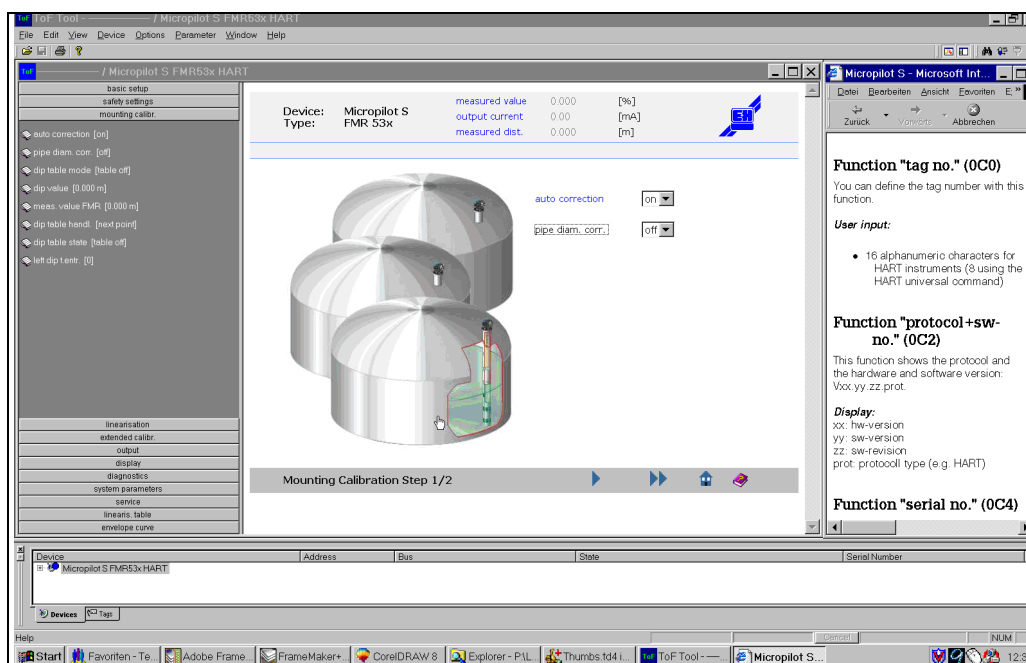 ToF Tool - ———— / Micropilot S FMR53x HART
File Edit View Device Options Parameter Window Help
ToF ———— / Micropilot S FMR53x HART
basic setup
safety settings
mounting calibr.
auto correction [on]
pipe diam. corr. [off]
dip table mode [table off]
dip value [0.000 m]
meas. value FMR [0.000 m]
dip table handl. [next point]
dip table state [table off]
left dip t.entr. [0]
linearisation
extended calibr.
output
display
diagnostics
system parameters
service
linearis. table
envelope curve
Device: Micropilot S
Type: FMR 53x
measured value 0.000 [%]
output current 0.00 [mA]
measured dist. 0.000 [m]
EH
auto correction on
pipe diam. corr. off
Mounting Calibration Step 1/2
Micropilot S - Microsoft Int...
Datei Bearbeiten Ansicht Favoriten E; »
Zurück Vorwärts Abbrechen
Function "tag no." (0C0)
You can define the tag number with this
function.
User input:
• 16 alphanumeric characters for
HART instruments (8 using the
HART universal command)
Function "protocol+sw-
no." (0C2)
This function shows the protocol and
the hardware and software version:
Vxx.yy.zz.prot.
Display:
xx: hw-version
yy: sw-version
zz: sw-revision
prot: protocoll type (e.g. HART)
Function "serial no." (0C4)
Device Address Bus State Serial Number
Micropilot S FMR53x HART
Devices Tags
Help Cancel NUM
Start Favoriten - Te... Adobe Frame... FrameMaker+... CorelDRAW 8 Explorer - P:\L... Thumbs.td4 i... ToF Tool - —... Micropilot S... 12:5